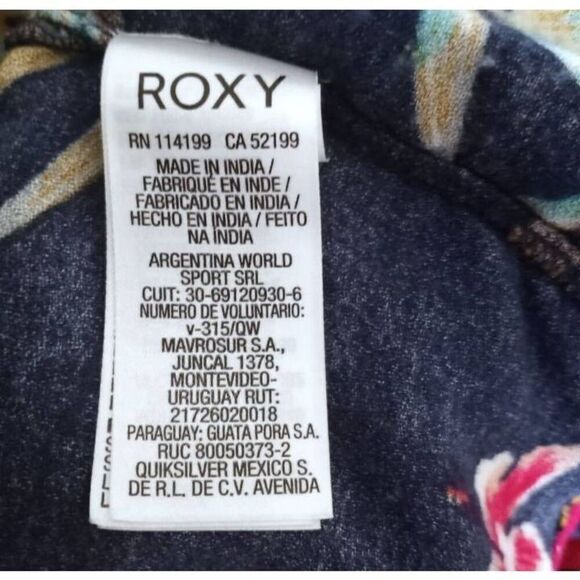 ROXY
RN 114199 CA 52199
MADE IN INDIA /
FABRIQUÉ EN INDE /
FABRICADO EN INDIA /
HECHO EN INDIA / FEITO
NA ÍNDIA
ARGENTINA WORLD
SPORT SRL
CUIT: 30-69120930-6
NUMERO DE VOLUNTARIO:
v-315/QW
MAVROSUR S.A.,
JUNCAL 1378,
MONTEVIDEO-
URUGUAY RUT:
21726020018
PARAGUAY: GUATA PORA S.A.
RUC 80050373-2
QUIKSILVER MEXICO S.
DE R.L. DE C.V. AVENIDA